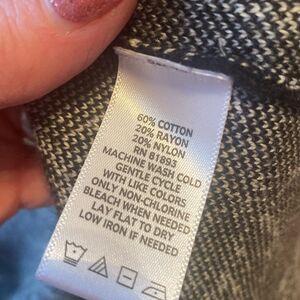 60% COTTON
20% RAYON
20% NYLON
RN 81893
MACHINE WASH COLD
GENTLE CYCLE
WITH LIKE COLORS
ONLY NON-CHLORINE
BLEACH WHEN NEEDED
LAY FLAT TO DRY
LOW IRON IF NEEDED